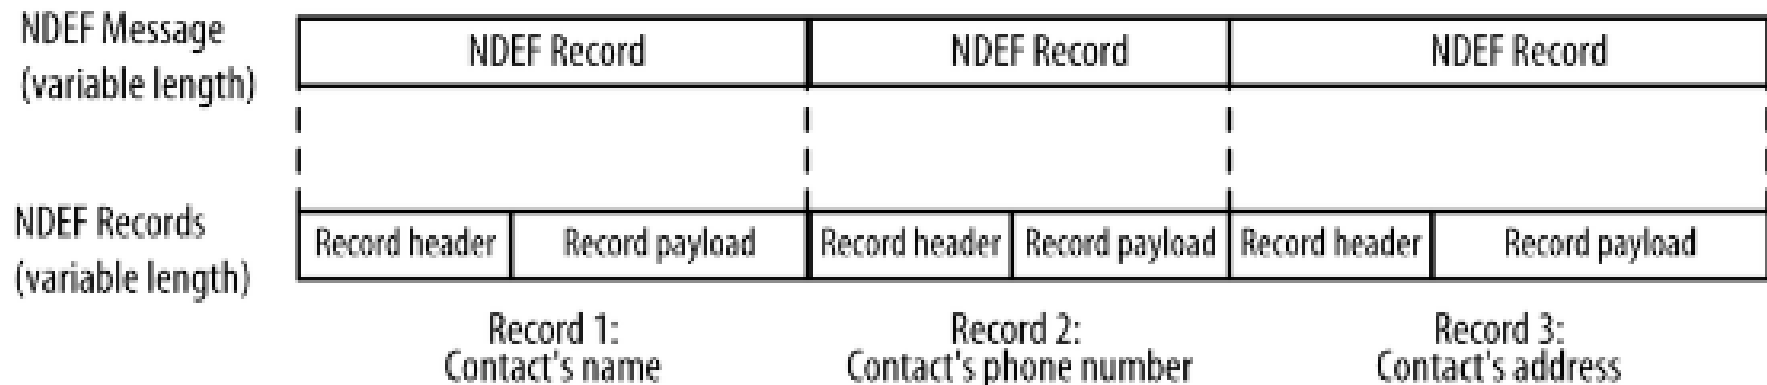 NDEF Message
(variable length)
NDEF Record NDEF Record NDEF Record
NDEF Records
(variable length)
Record header Record payload Record header Record payload Record header Record payload
Record 1:
Contact's name
Record 2:
Contact's phone number
Record 3:
Contact's address